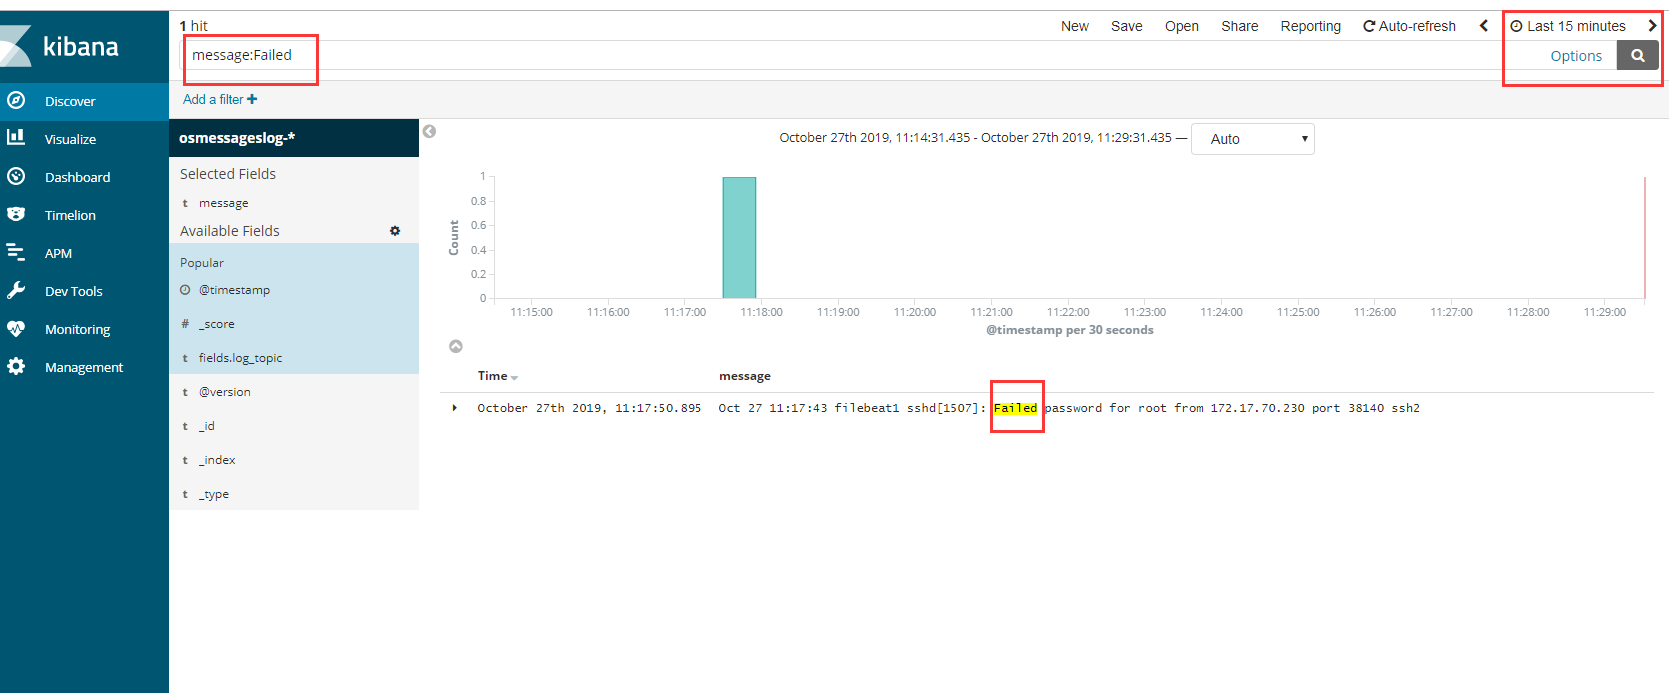 kibana
Discover
Visualize
Dashboard
Timelion
APM
Dev Tools
Monitoring
Management
1 hit
New Save Open Share Reporting Auto-refresh Last 15 minutes
message:Failed
Options
Add a filter +
osmessageslog-*
Selected Fields
t message
Available Fields
Popular
@timestamp
# _score
t fields.log_topic
t @version
t _id
t _index
t _type
October 27th 2019, 11:14:31.435 - October 27th 2019, 11:29:31.435 — Auto
Count
1
0.8
0.6
0.4
0.2
0
11:15:00 11:16:00 11:17:00 11:18:00 11:19:00 11:20:00 11:21:00 11:22:00 11:23:00 11:24:00 11:25:00 11:26:00 11:27:00 11:28:00 11:29:00
@timestamp per 30 seconds
Time message
October 27th 2019, 11:17:50.895 Oct 27 11:17:43 filebeat1 sshd[1507]: Failed password for root from 172.17.70.230 port 38140 ssh2